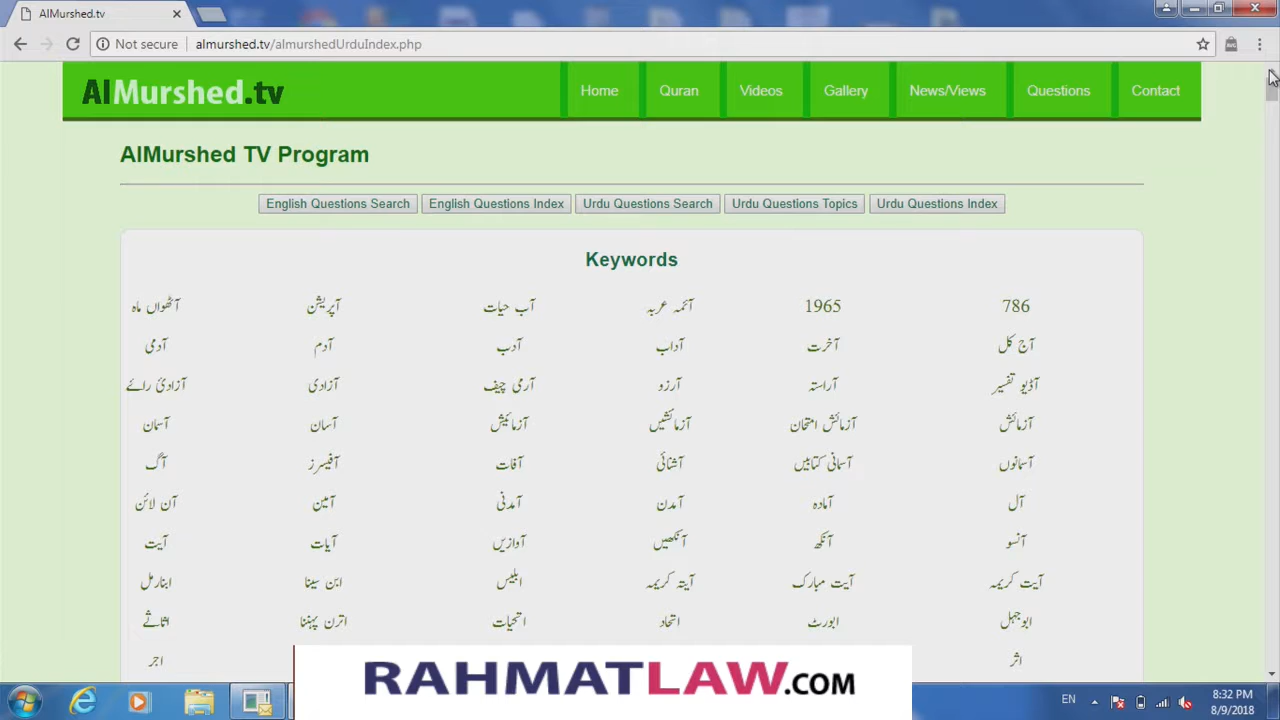 AlMurshed.tv
Not secure almurshed.tv/almurshedUrduIndex.php
AlMurshed.tv Home Quran Videos Gallery News/Views Questions Contact
AlMurshed TV Program
English Questions Search English Questions Index Urdu Questions Search Urdu Questions Topics Urdu Questions Index
Keywords
786 1965 آئمہ عربہ آب حیات آپریشن آٹھواں ماہ
آج کل آخرت آداب آدب آدم آدمی
آڈیو تفسیر آراستہ آرزو آرمی چیف آزادی آزادئ رائے
آزمائش آزمائش امتحان آزمائشیں آزمائیش آسان آسمان
آسمانوں آسمانی کتابیں آشنائی آفات آفیسرز آگ
آل آمادہ آمدن آمدنی آمین آن لائن
آنسو آنکھ آنکھیں آوازیں آیات آیت
آیت کریمہ آیت مبارک آیتہ کریمہ ابلیس ابن سینا ابنارمل
ابوجہل ابورٹ اتحاد اتحیات اترن پہننا اثاثے
اثر اجر
RAHMATLAW.COM
EN 8:32 PM
8/9/2018